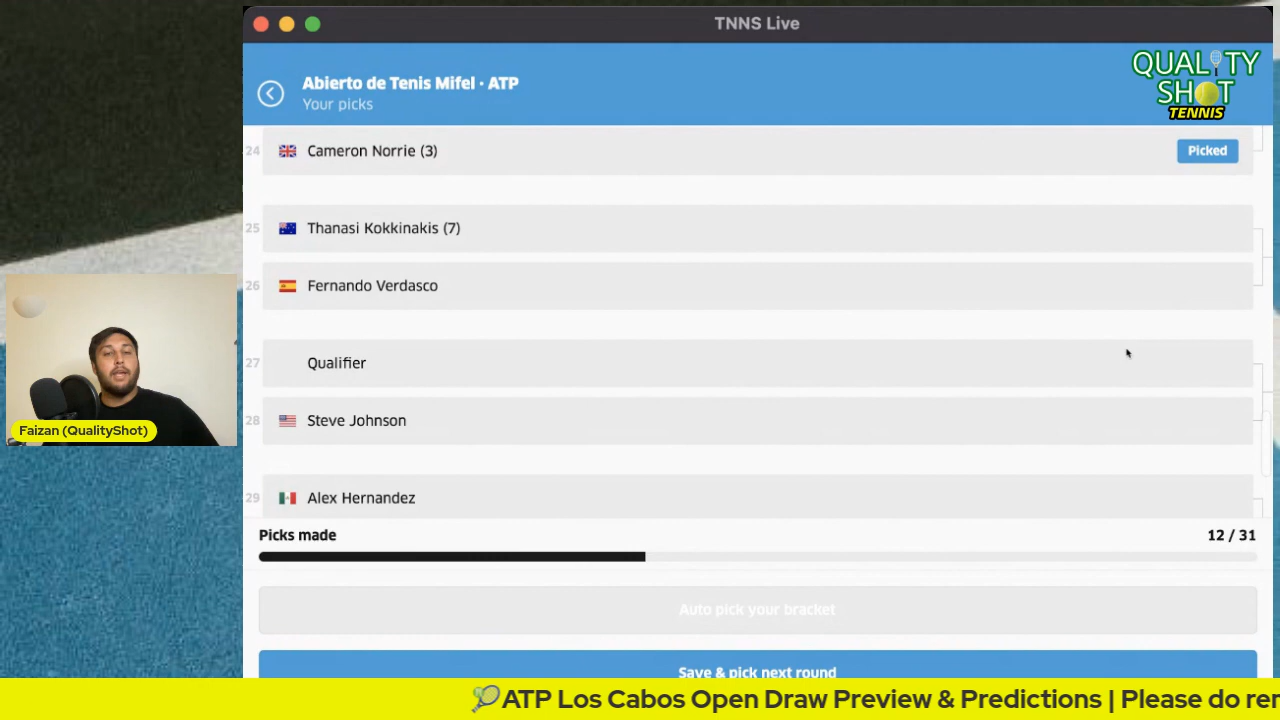 TNNS Live
Abierto de Tenis Mifel · ATP
Your picks
QUALITY
SHOT
TENNIS
24 Cameron Norrie (3) Picked
25 Thanasi Kokkinakis (7)
26 Fernando Verdasco
27 Qualifier
28 Steve Johnson
29 Alex Hernandez
Faizan (QualityShot)
Picks made 12 / 31
Auto pick your bracket
Save & pick next round
ATP Los Cabos Open Draw Preview & Predictions | Please do